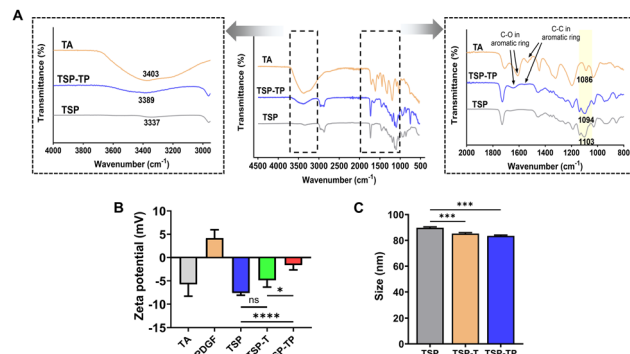 A
Transmittance (%)
TA
3403
TSP-TP
3389
TSP
3337
4000 3800 3600 3400 3200 3000
Wavenumber (cm-1)
Transmittance (%)
TA
TSP-TP
TSP
4500 4000 3500 3000 2500 2000 1500 1000 500
Wavenumber (cm-1)
Transmittance (%)
C-O in
aromatic ring
C-C in
aromatic ring
TA
1086
TSP-TP
TSP
1094
1103
2000 1800 1600 1400 1200 1000 800
Wavenumber (cm-1)
B
Zeta potential (mV)
10
5
0
-5
-10
-15
ns
*
****
TA
PDGF
TSP
TSP-T
SP-TP
C
Size (nm)
100
80
60
40
20
0
***
***
TSP TSP-T TSP-TP